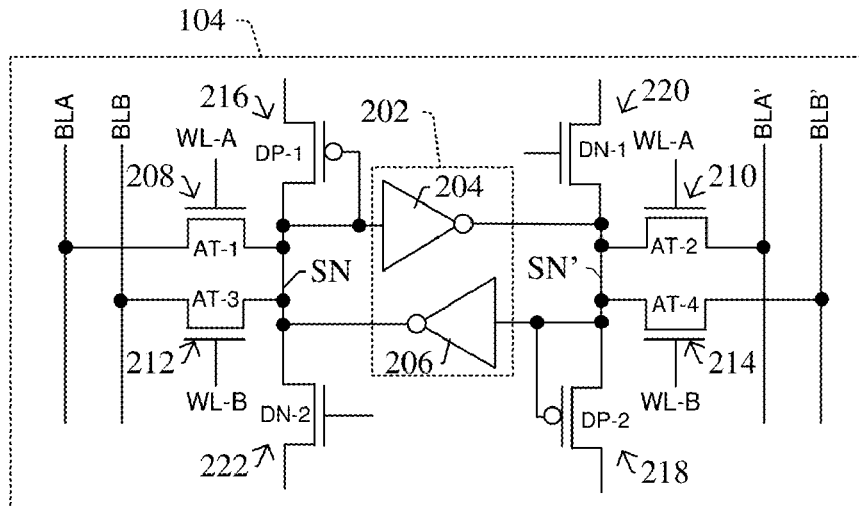 104
BLA
BLB
216
202
220
BLA'
BLB'
WL-A
DP-1
DN-1
WL-A
208
204
210
AT-1
AT-2
SN
SN'
AT-3
AT-4
212
206
214
WL-B
WL-B
DN-2
DP-2
222
218